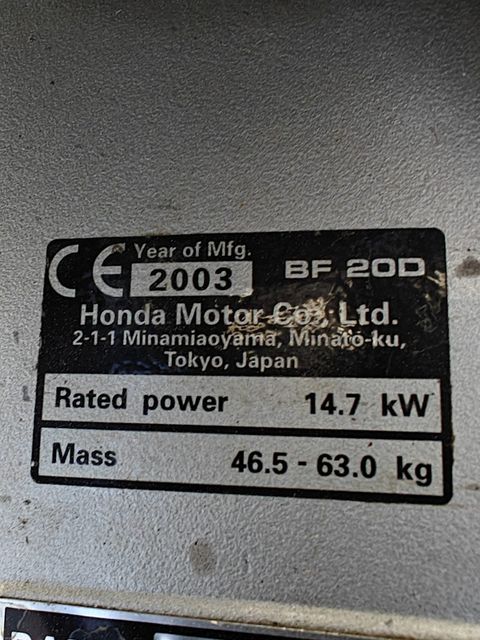 CE Year of Mfg.
2003 BF 20D
Honda Motor Co., Ltd.
2-1-1 Minamiaoyama, Minato-ku,
Tokyo, Japan
Rated power 14.7 kW
Mass 46.5 - 63.0 kg